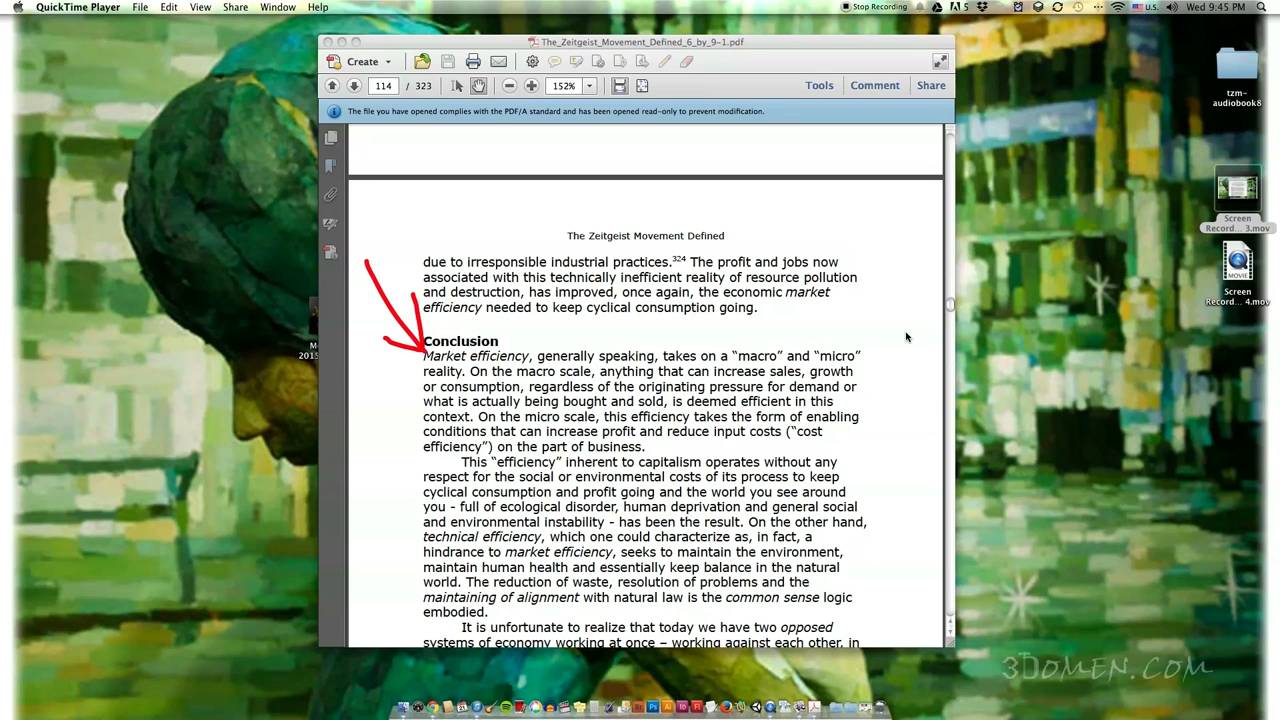 QuickTime Player File Edit View Share Window Help
Stop Recording
5
U.S.
Wed 9:45 PM
The_Zeitgeist_Movement_Defined_6_by_9-1.pdf
Create
114 / 323
152%
Tools Comment Share
The file you have opened complies with the PDF/A standard and has been opened read-only to prevent modification.
The Zeitgeist Movement Defined
due to irresponsible industrial practices.324 The profit and jobs now
associated with this technically inefficient reality of resource pollution
and destruction, has improved, once again, the economic market
efficiency needed to keep cyclical consumption going.
Conclusion
Market efficiency, generally speaking, takes on a “macro” and “micro”
reality. On the macro scale, anything that can increase sales, growth
or consumption, regardless of the originating pressure for demand or
what is actually being bought and sold, is deemed efficient in this
context. On the micro scale, this efficiency takes the form of enabling
conditions that can increase profit and reduce input costs (“cost
efficiency”) on the part of business.
This “efficiency” inherent to capitalism operates without any
respect for the social or environmental costs of its process to keep
cyclical consumption and profit going and the world you see around
you - full of ecological disorder, human deprivation and general social
and environmental instability - has been the result. On the other hand,
technical efficiency, which one could characterize as, in fact, a
hindrance to market efficiency, seeks to maintain the environment,
maintain human health and essentially keep balance in the natural
world. The reduction of waste, resolution of problems and the
maintaining of alignment with natural law is the common sense logic
embodied.
It is unfortunate to realize that today we have two opposed
systems of economy working at once – working against each other, in
tzm-
audiobook8
Screen
Record... 3.mov
MOVIE
Screen
Record... 4.mov
3DOMEN.COM